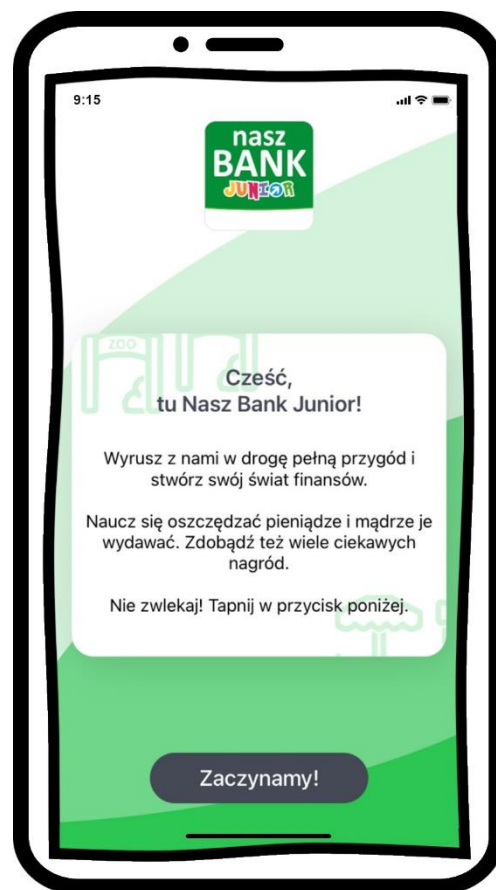 9:15
nasz
BANK
JUNIOR
ZOO
Cześć,
tu Nasz Bank Junior!
Wyrusz z nami w drogę pełną przygód i
stwórz swój świat finansów.
Naucz się oszczędzać pieniądze i mądrze je
wydawać. Zdobądź też wiele ciekawych
nagród.
Nie zwlekaj! Tapnij w przycisk poniżej.
Zaczynamy!